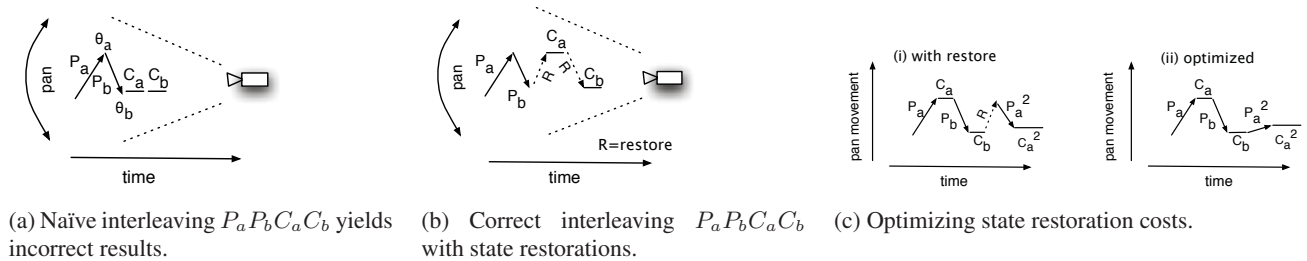 pan
θa
Pa
Pb
Ca Cb
θb
time
(a) Naïve interleaving PaPbCaCb yields
incorrect results.
pan
Pa
Pb
R
Ca
R
Cb
R=restore
time
(b) Correct interleaving PaPbCaCb
with state restorations.
(i) with restore
pan movement
Pa
Ca
Pb
Cb
R
Pa²
Ca²
time
(ii) optimized
pan movement
Pa
Ca
Pb
Cb
Pa²
Ca²
time
(c) Optimizing state restoration costs.